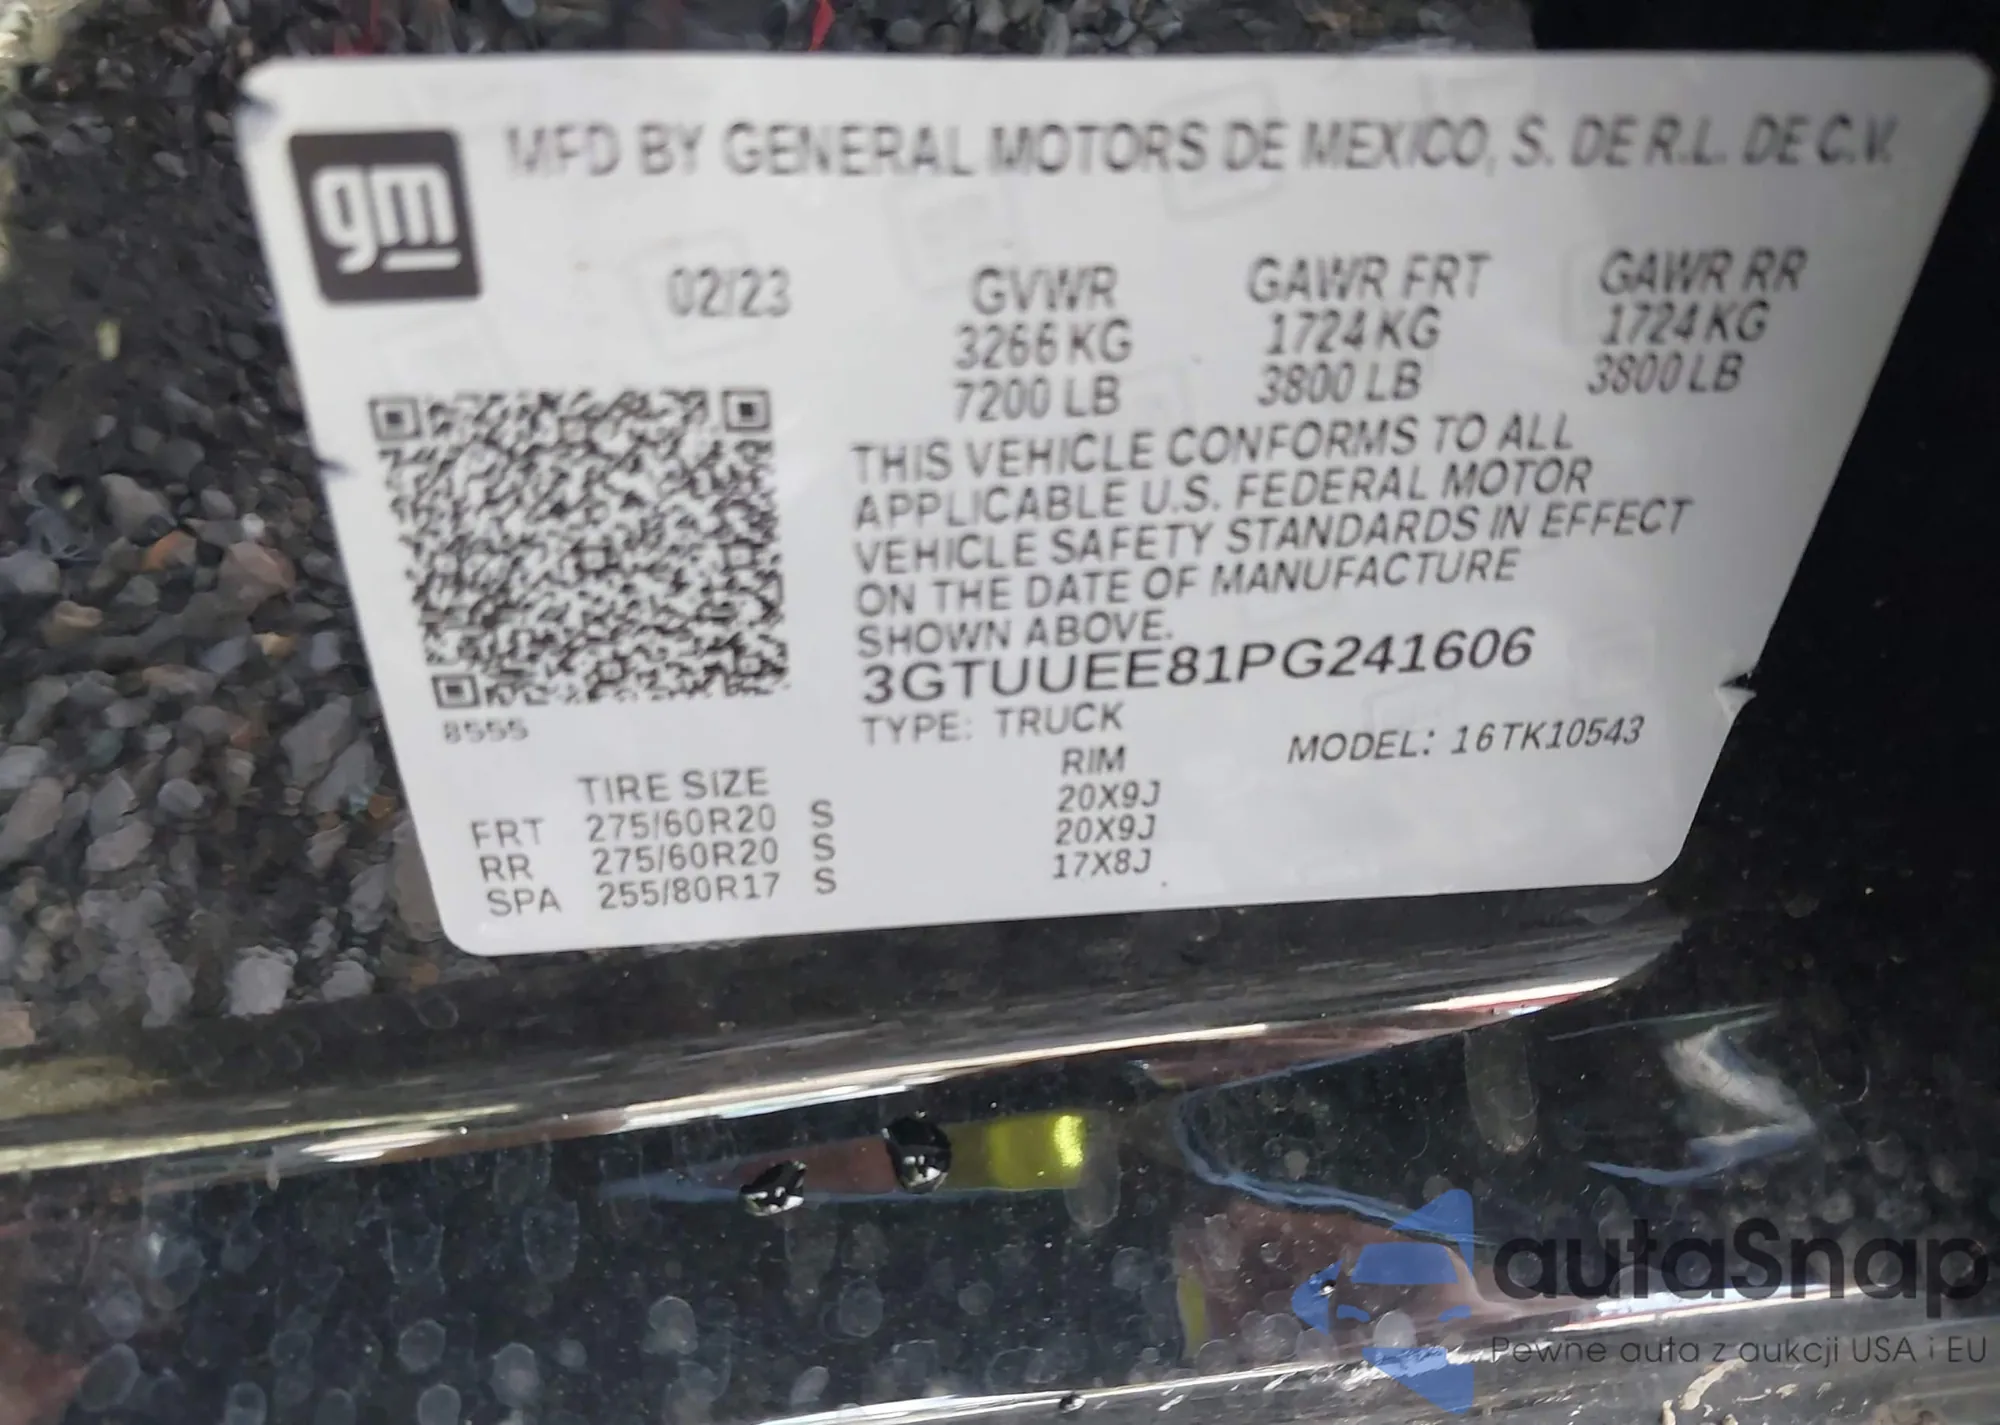 gm
MFD BY GENERAL MOTORS DE MEXICO, S. DE R.L. DE C.V.
02/23 GVWR GAWR FRT GAWR RR
3266 KG 1724 KG 1724 KG
7200 LB 3800 LB 3800 LB
THIS VEHICLE CONFORMS TO ALL
APPLICABLE U.S. FEDERAL MOTOR
VEHICLE SAFETY STANDARDS IN EFFECT
ON THE DATE OF MANUFACTURE
SHOWN ABOVE.
3GTUUEE81PG241606
8555
TYPE: TRUCK MODEL: 16TK10543
TIRE SIZE RIM
FRT 275/60R20 S 20X9J
RR 275/60R20 S 20X9J
SPA 255/80R17 S 17X8J
autaSnap
Pewne auta z aukcji USA i EU